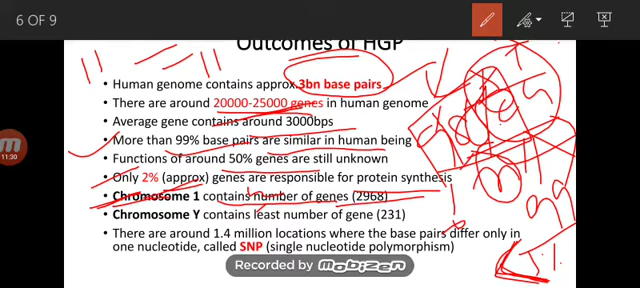 6 OF 9
Outcomes of HGP
• Human genome contains approx.3bn base pairs
• There are around 20000-25000 genes in human genome
• Average gene contains around 3000bps
• More than 99% base pairs are similar in human being
• Functions of around 50% genes are still unknown
• Only 2% (approx) genes are responsible for protein synthesis
• Chromosome 1 contains number of genes (2968)
• Chromosome Y contains least number of gene (231)
• There are around 1.4 million locations where the base pairs differ only in
one nucleotide, called SNP (single nucleotide polymorphism)
11:30
Recorded by mobizen